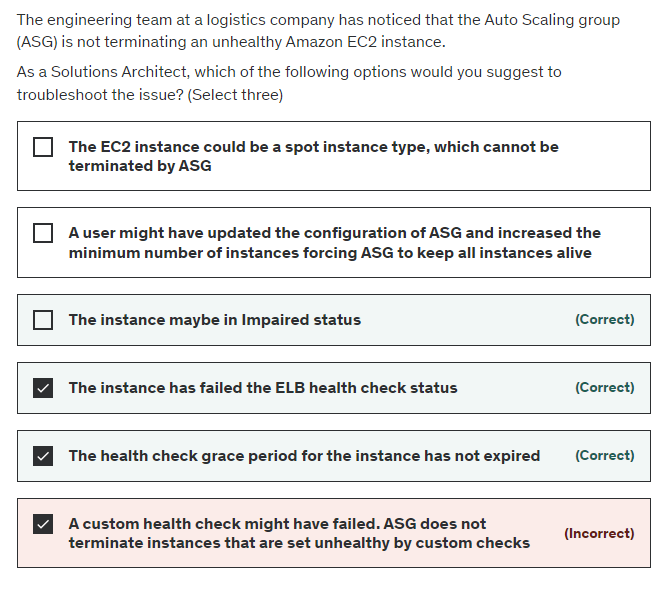 The engineering team at a logistics company has noticed that the Auto Scaling group
(ASG) is not terminating an unhealthy Amazon EC2 instance.
As a Solutions Architect, which of the following options would you suggest to
troubleshoot the issue? (Select three)
The EC2 instance could be a spot instance type, which cannot be
terminated by ASG
A user might have updated the configuration of ASG and increased the
minimum number of instances forcing ASG to keep all instances alive
The instance maybe in Impaired status (Correct)
The instance has failed the ELB health check status (Correct)
The health check grace period for the instance has not expired (Correct)
A custom health check might have failed. ASG does not
terminate instances that are set unhealthy by custom checks
(Incorrect)